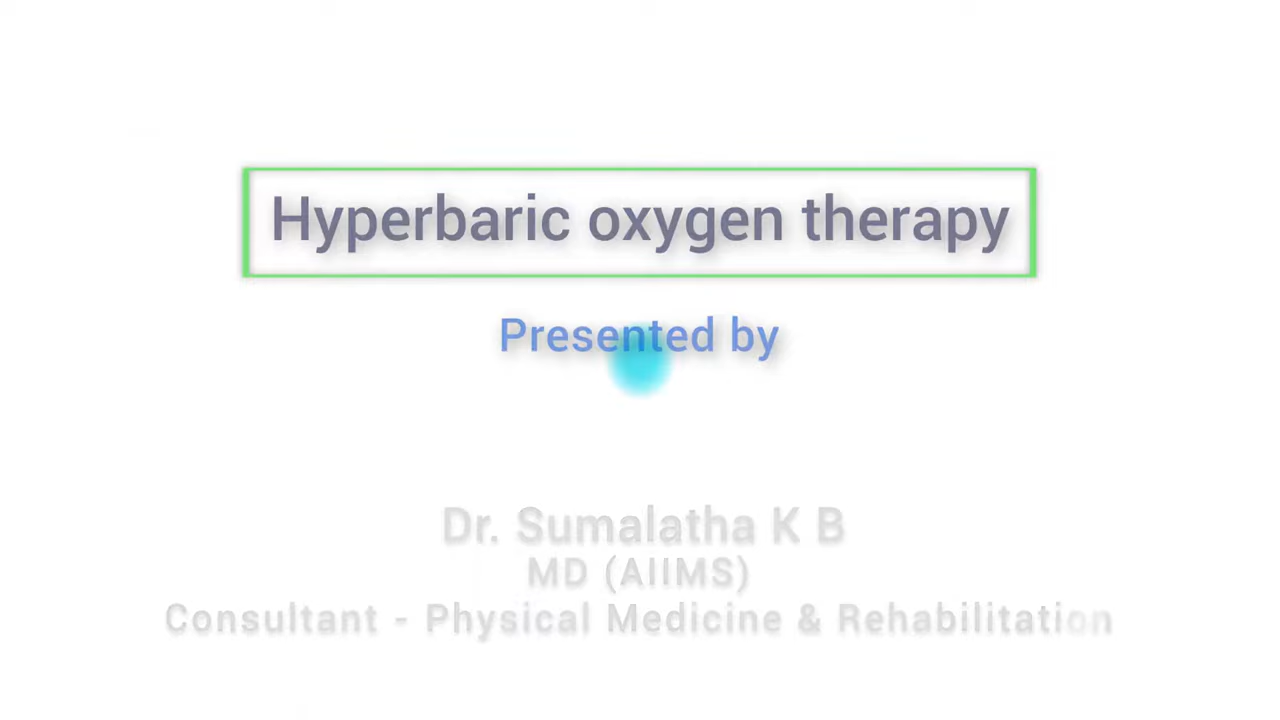 Hyperbaric oxygen therapy
Presented by
Dr. Sumalatha K B
MD (AIIMS)
Consultant - Physical Medicine & Rehabilitation